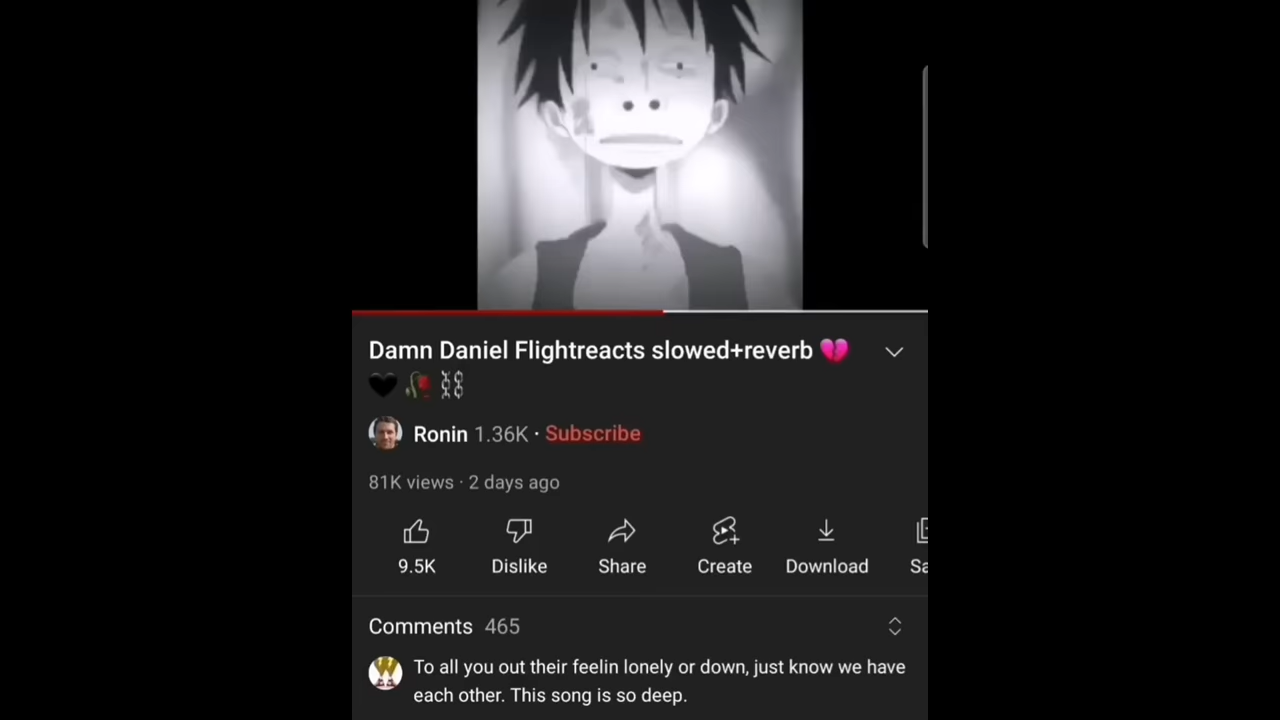 Damn Daniel Flightreacts slowed+reverb 💔
🖤 🥀 ⛓
Ronin 1.36K · Subscribe
81K views · 2 days ago
9.5K Dislike Share Create Download Sa
Comments 465
To all you out their feelin lonely or down, just know we have
each other. This song is so deep.